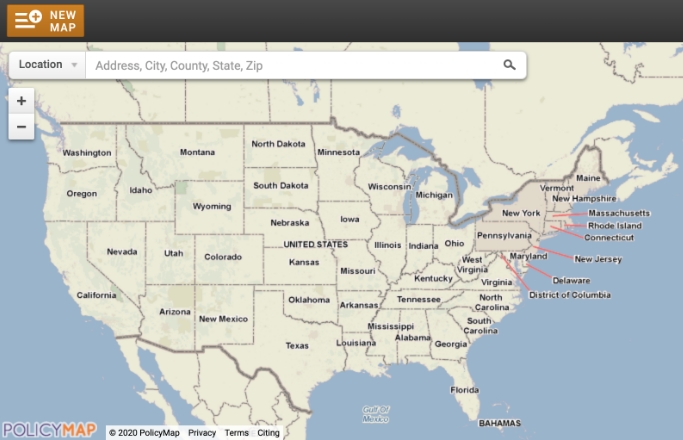 NEW
MAP
Location
Address, City, County, State, Zip
+
−
Washington
Montana
North Dakota
Minnesota
Maine
Oregon
Idaho
South Dakota
Wisconsin
Michigan
Vermont
New Hampshire
Wyoming
New York
Massachusetts
Iowa
Rhode Island
Nebraska
Pennsylvania
Connecticut
Nevada
Utah
Colorado
UNITED STATES
Illinois
Indiana
Ohio
Maryland
New Jersey
Kansas
Missouri
West
Virginia
Kentucky
Virginia
Delaware
District of Columbia
California
Arizona
New Mexico
Oklahoma
Arkansas
Tennessee
North
Carolina
South
Carolina
Mississippi
Alabama
Georgia
Texas
Louisiana
Florida
Gulf Of
Mexico
BAHAMAS
POLICYMAP
© 2020 PolicyMap Privacy Terms Citing